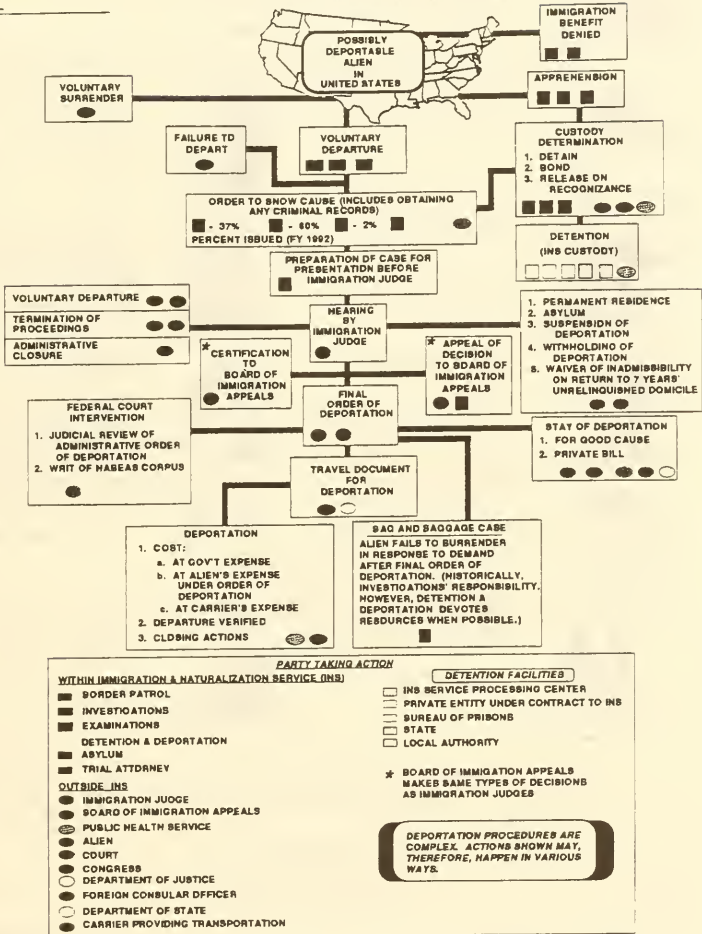 IMMIGRATION
BENEFIT
DENIED
POSSIBLY
DEPORTABLE
ALIEN
IN
UNITED STATES
VOLUNTARY
SURRENDER
APPREHENSION
FAILURE TO
DEPART
VOLUNTARY
DEPARTURE
CUSTODY
DETERMINATION
1. DETAIN
2. BOND
3. RELEASE ON
RECOGNIZANCE
ORDER TO SHOW CAUSE (INCLUDES OBTAINING
ANY CRIMINAL RECORDS)
- 37% - 60% - 2%
PERCENT ISSUED (FY 1992)
DETENTION
(INS CUSTODY)
PREPARATION OF CASE FOR
PRESENTATION BEFORE
IMMIGRATION JUDGE
VOLUNTARY DEPARTURE
TERMINATION OF
PROCEEDINGS
ADMINISTRATIVE
CLOSURE
HEARING
BY
IMMIGRATION
JUDGE
1. PERMANENT RESIDENCE
2. ASYLUM
3. SUSPENSION OF
DEPORTATION
4. WITHHOLDING OF
DEPORTATION
5. WAIVER OF INADMISSIBILITY
ON RETURN TO 7 YEARS'
UNRELINQUISHED DOMICILE
* CERTIFICATION
TO
BOARD OF
IMMIGRATION
APPEALS
* APPEAL OF
DECISION
TO BOARD OF
IMMIGRATION
APPEALS
FEDERAL COURT
INTERVENTION
1. JUDICIAL REVIEW OF
ADMINISTRATIVE ORDER
OF DEPORTATION
2. WRIT OF HABEAS CORPUS
FINAL
ORDER OF
DEPORTATION
STAY OF DEPORTATION
1. FOR GOOD CAUSE
2. PRIVATE BILL
TRAVEL DOCUMENT
FOR
DEPORTATION
DEPORTATION
1. COST:
a. AT GOV'T EXPENSE
b. AT ALIEN'S EXPENSE
UNDER ORDER OF
DEPORTATION
c. AT CARRIER'S EXPENSE
2. DEPARTURE VERIFIED
3. CLOSING ACTIONS
BAG AND BAGGAGE CASE
ALIEN FAILS TO SURRENDER
IN RESPONSE TO DEMAND
AFTER FINAL ORDER OF
DEPORTATION. (HISTORICALLY,
INVESTIGATIONS' RESPONSIBILITY.
HOWEVER, DETENTION &
DEPORTATION DEVOTES
RESOURCES WHEN POSSIBLE.)
PARTY TAKING ACTION
WITHIN IMMIGRATION & NATURALIZATION SERVICE (INS)
BORDER PATROL
INVESTIGATIONS
EXAMINATIONS
DETENTION & DEPORTATION
ASYLUM
TRIAL ATTORNEY
OUTSIDE INS
IMMIGRATION JUDGE
BOARD OF IMMIGRATION APPEALS
PUBLIC HEALTH SERVICE
ALIEN
COURT
CONGRESS
DEPARTMENT OF JUSTICE
FOREIGN CONSULAR OFFICER
DEPARTMENT OF STATE
CARRIER PROVIDING TRANSPORTATION
DETENTION FACILITIES
INS SERVICE PROCESSING CENTER
PRIVATE ENTITY UNDER CONTRACT TO INS
BUREAU OF PRISONS
STATE
LOCAL AUTHORITY
* BOARD OF IMMIGATION APPEALS
MAKES SAME TYPES OF DECISIONS
AS IMMIGRATION JUDGES
DEPORTATION PROCEDURES ARE
COMPLEX. ACTIONS SHOWN MAY,
THEREFORE, HAPPEN IN VARIOUS
WAYS.